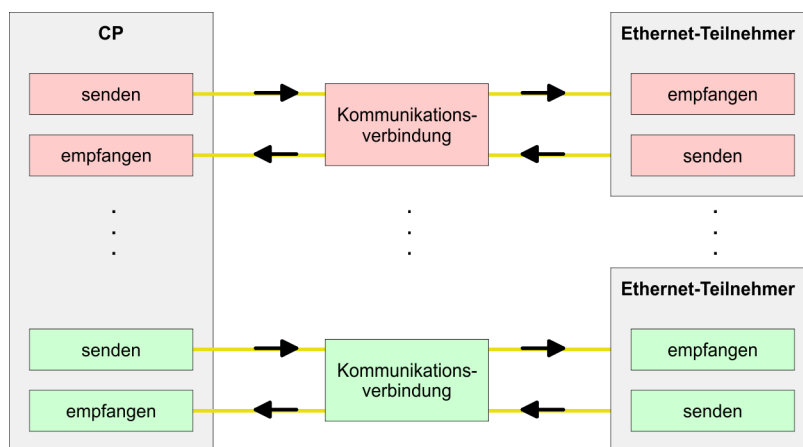 CP
Ethernet-Teilnehmer
senden
Kommunikations-
verbindung
empfangen
empfangen
senden
Ethernet-Teilnehmer
senden
Kommunikations-
verbindung
empfangen
empfangen
senden